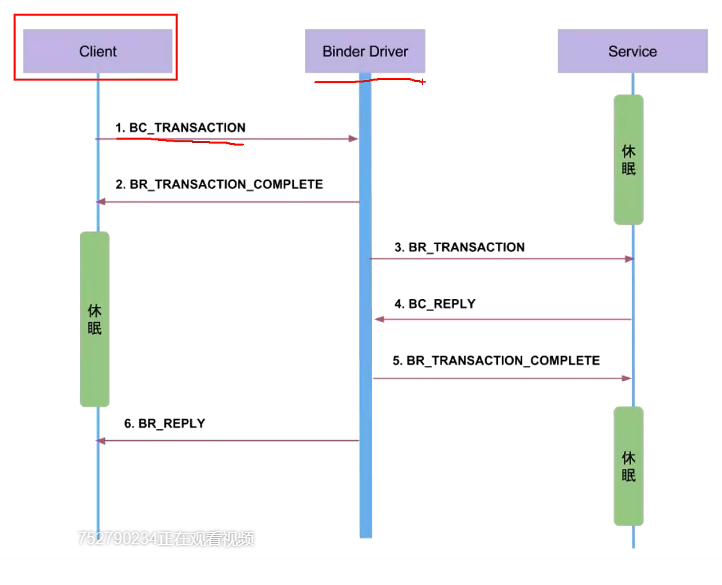 Client
Binder Driver
Service
1. BC_TRANSACTION
休
眠
2. BR_TRANSACTION_COMPLETE
3. BR_TRANSACTION
休
眠
4. BC_REPLY
5. BR_TRANSACTION_COMPLETE
6. BR_REPLY
休
眠
752790234正在观看视频